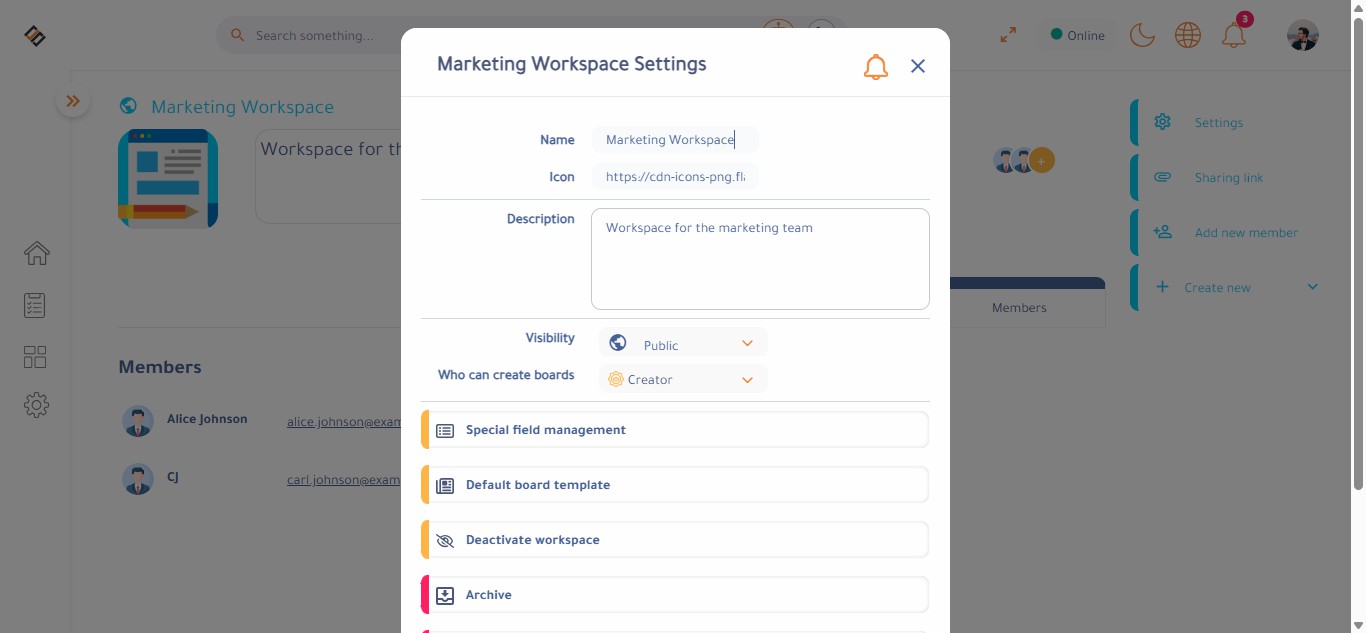 Search something...
3
Online
Marketing Workspace Settings
Marketing Workspace
Name
Marketing Workspace
Settings
Workspace for th
Icon
https://cdn-icons-png.fl
Sharing link
Description
Workspace for the marketing team
Add new member
Create new
Members
Visibility
Public
Members
Who can create boards
Creator
Alice Johnson
alice.johnson@exam
Special field management
CJ
carl.johnson@exam
Default board template
Deactivate workspace
Archive